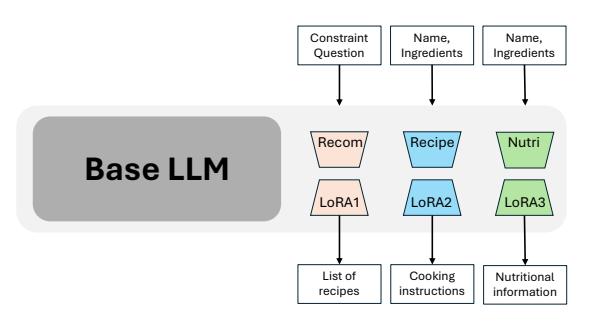 Constraint
Question
Name,
Ingredients
Name,
Ingredients
Base LLM
Recom
Recipe
Nutri
LoRA1
LoRA2
LoRA3
List of
recipes
Cooking
instructions
Nutritional
information